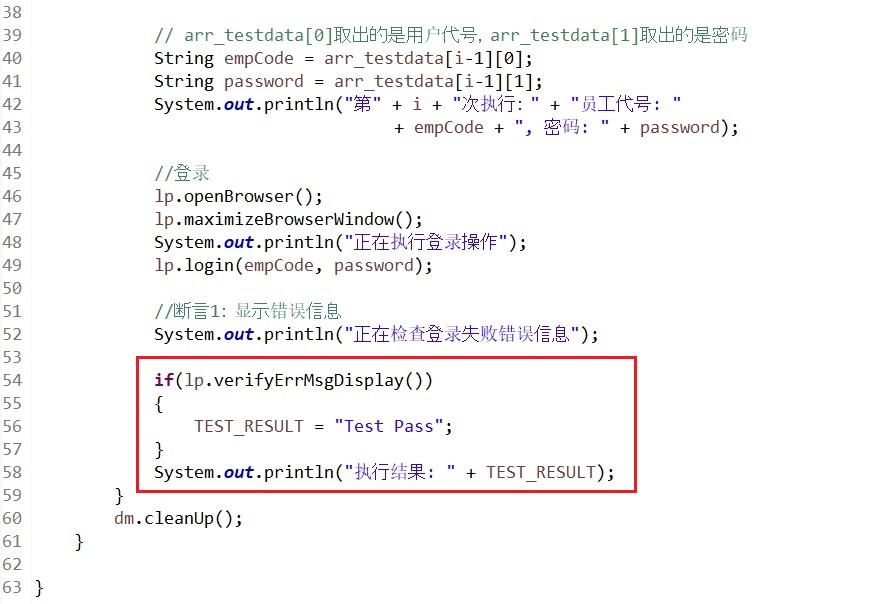 38
39 // arr_testdata[0]取出的是用户代号, arr_testdata[1]取出的是密码
40 String empCode = arr_testdata[i-1][0];
41 String password = arr_testdata[i-1][1];
42 System.out.println("第" + i + "次执行: " + "员工代号: "
43 + empCode + ", 密码: " + password);
44
45 //登录
46 lp.openBrowser();
47 lp.maximizeBrowserWindow();
48 System.out.println("正在执行登录操作");
49 lp.login(empCode, password);
50
51 //断言1: 显示错误信息
52 System.out.println("正在检查登录失败错误信息");
53
54 if(lp.verifyErrMsgDisplay())
55 {
56 TEST_RESULT = "Test Pass";
57 }
58 System.out.println("执行结果: " + TEST_RESULT);
59 }
60 dm.cleanUp();
61 }
62
63 }